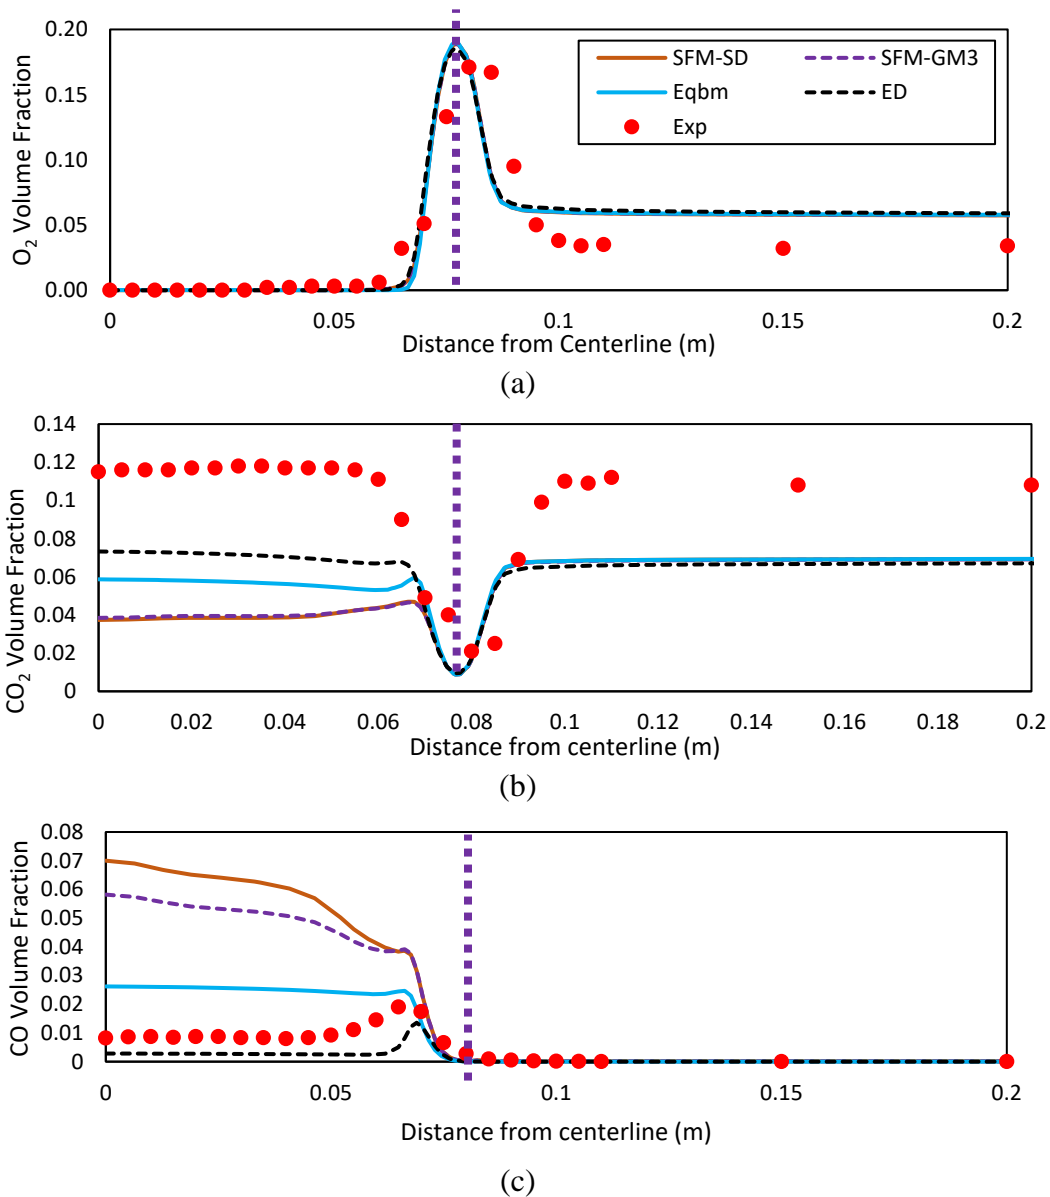 0.20
0.15
0.10
0.05
0.00
O2 Volume Fraction
SFM-SD
SFM-GM3
Eqbm
ED
Exp
0 0.05 0.1 0.15 0.2
Distance from Centerline (m)
(a)
0.14
0.12
0.1
0.08
0.06
0.04
0.02
0
CO2 Volume Fraction
0 0.02 0.04 0.06 0.08 0.1 0.12 0.14 0.16 0.18 0.2
Distance from centerline (m)
(b)
0.08
0.07
0.06
0.05
0.04
0.03
0.02
0.01
0
CO Volume Fraction
0 0.05 0.1 0.15 0.2
Distance from centerline (m)
(c)